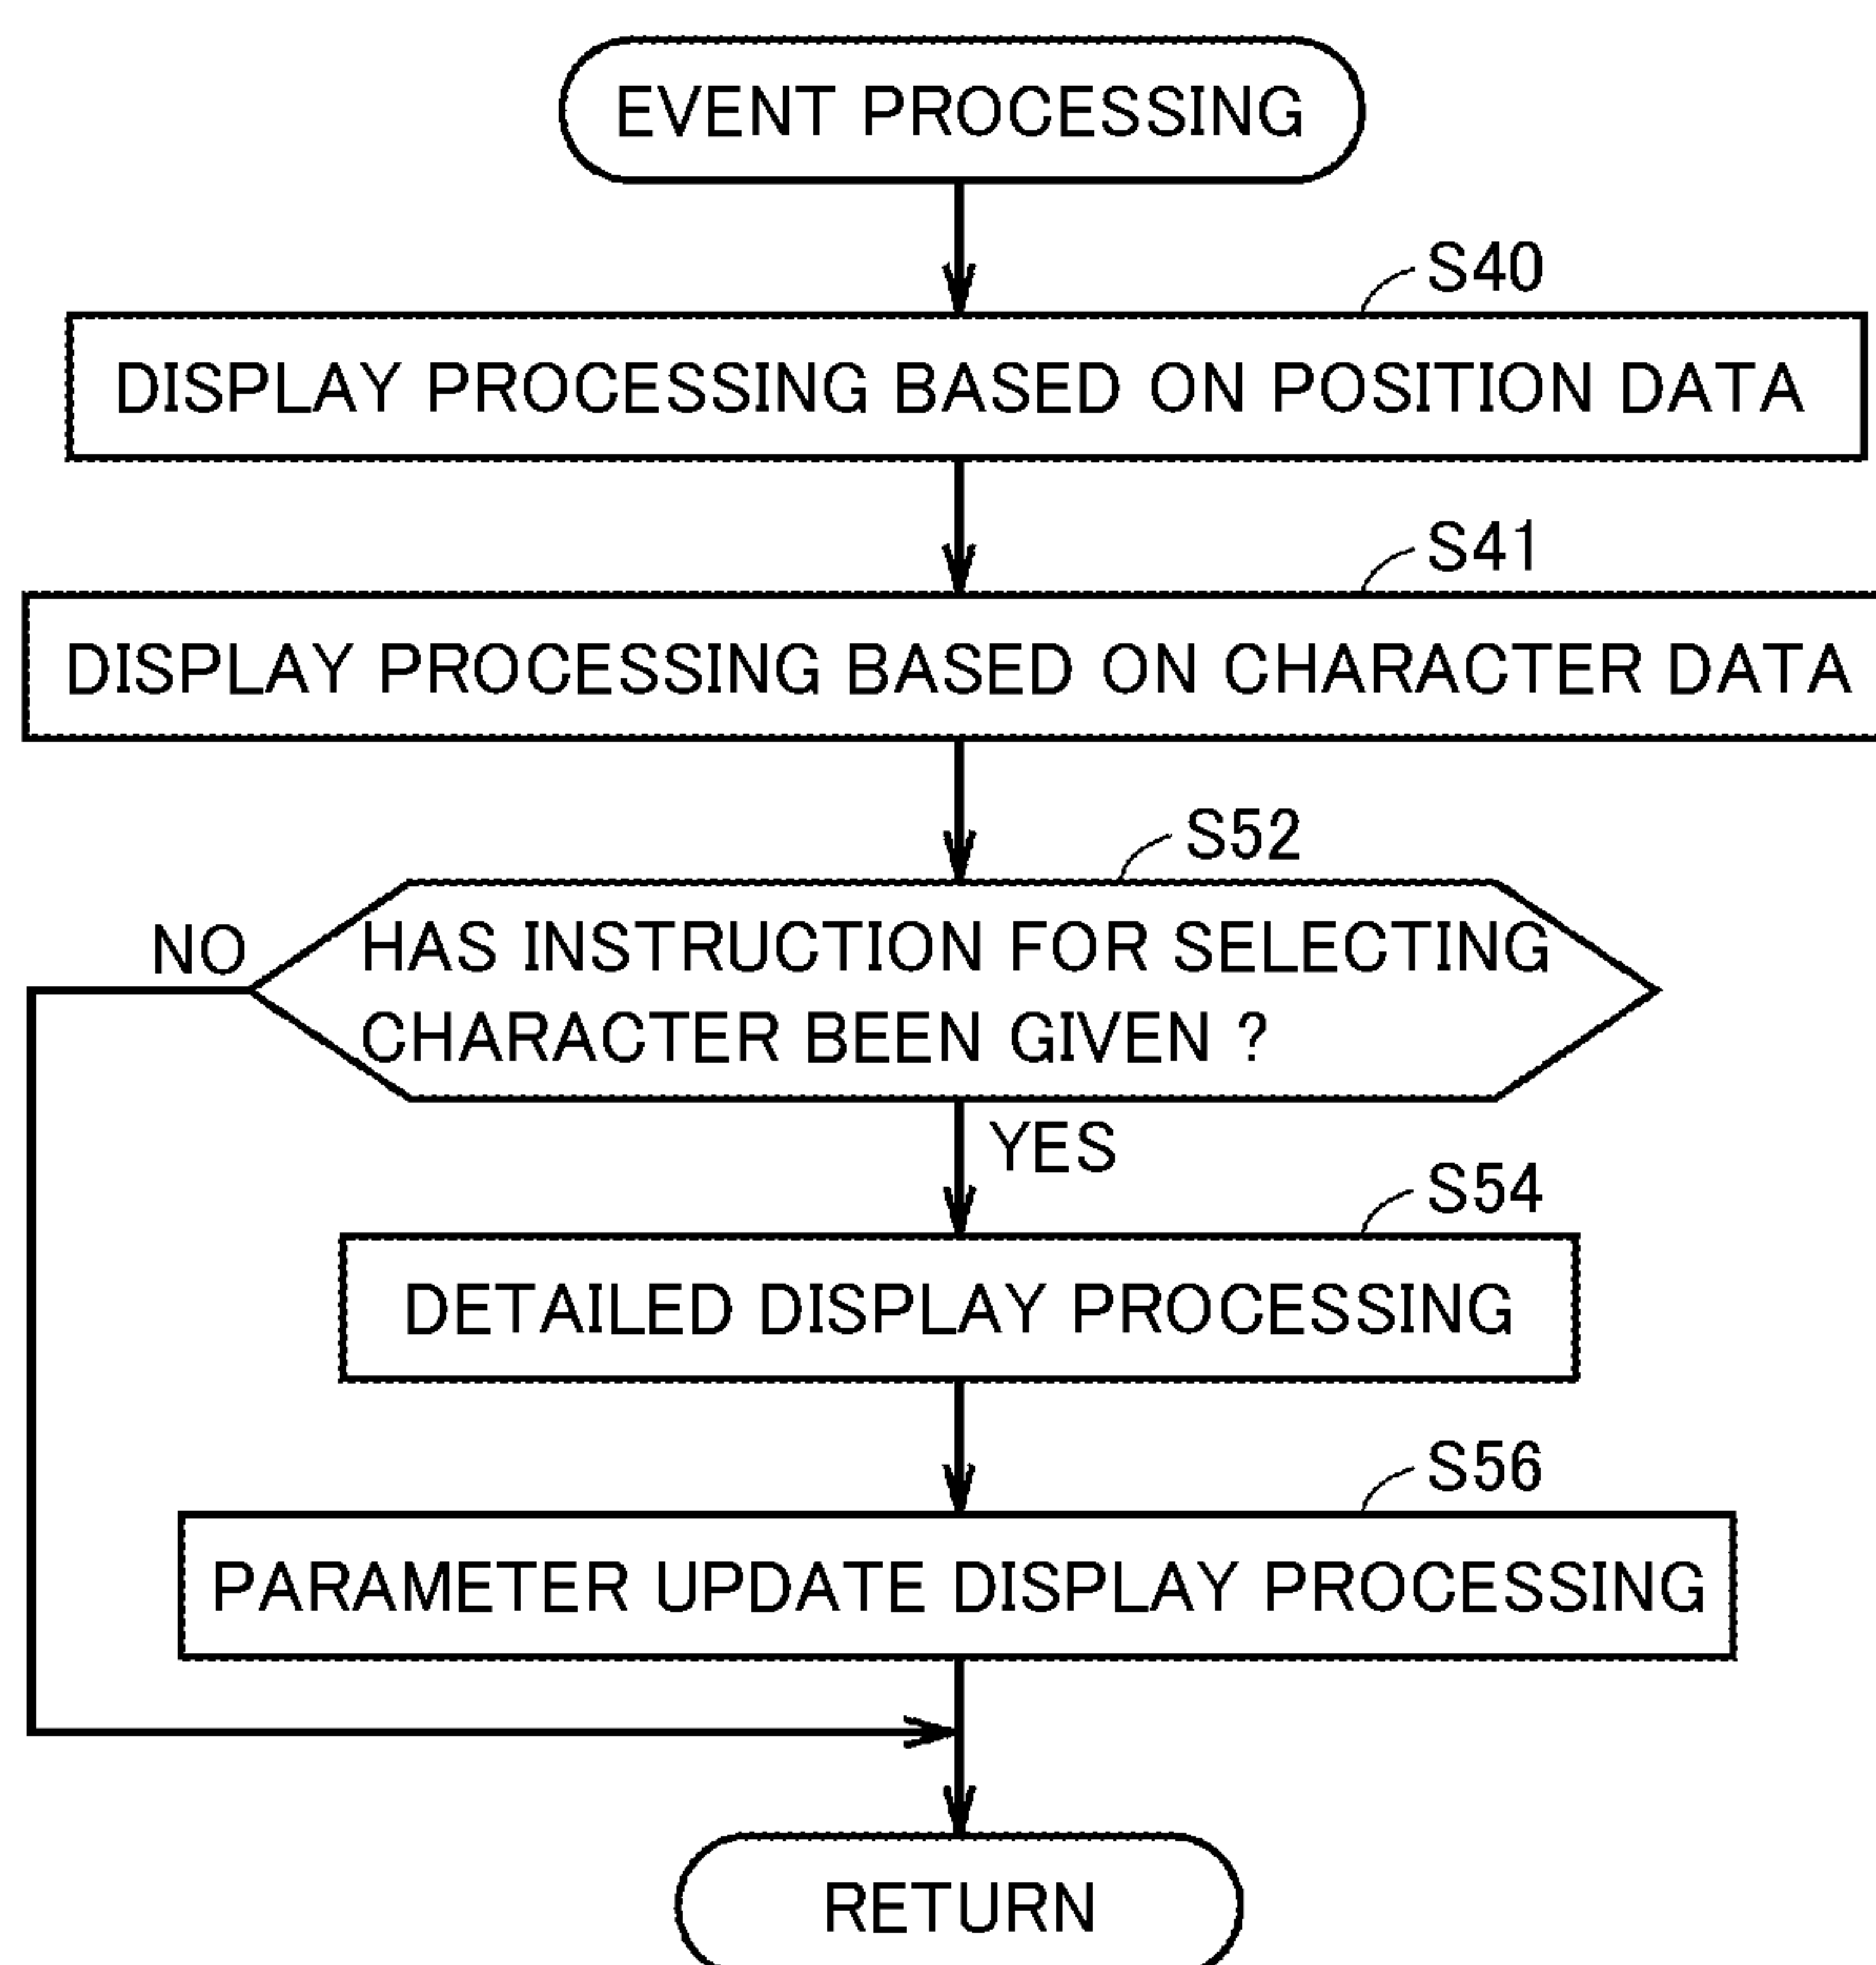 EVENT PROCESSING
S40
DISPLAY PROCESSING BASED ON POSITION DATA
S41
DISPLAY PROCESSING BASED ON CHARACTER DATA
S52
NO
HAS INSTRUCTION FOR SELECTING
CHARACTER BEEN GIVEN ?
YES
S54
DETAILED DISPLAY PROCESSING
S56
PARAMETER UPDATE DISPLAY PROCESSING
RETURN